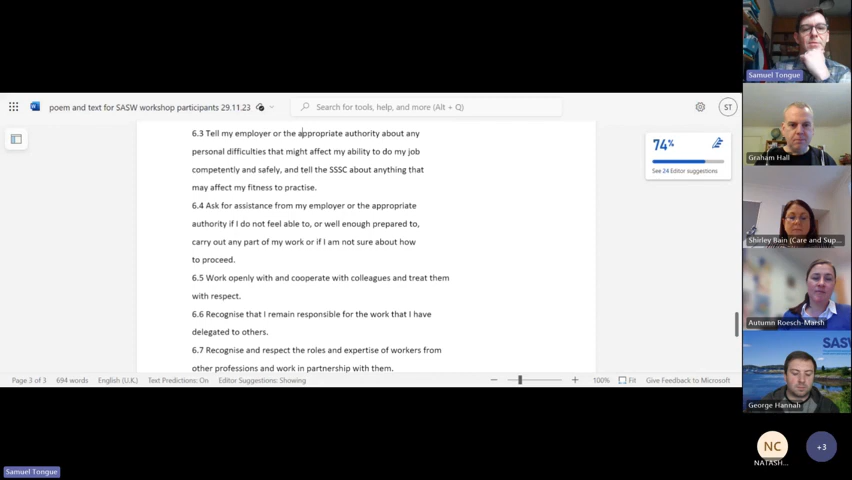 poem and text for SASW workshop participants 29.11.23
Search for tools, help, and more (Alt + Q)
ST
6.3 Tell my employer or the appropriate authority about any
personal difficulties that might affect my ability to do my job
competently and safely, and tell the SSSC about anything that
may affect my fitness to practise.
6.4 Ask for assistance from my employer or the appropriate
authority if I do not feel able to, or well enough prepared to,
carry out any part of my work or if I am not sure about how
to proceed.
6.5 Work openly with and cooperate with colleagues and treat them
with respect.
6.6 Recognise that I remain responsible for the work that I have
delegated to others.
6.7 Recognise and respect the roles and expertise of workers from
other professions and work in partnership with them.
74%
See 24 Editor suggestions
Page 3 of 3 694 words English (U.K.) Text Predictions: On Editor Suggestions: Showing
100% Fit Give Feedback to Microsoft
Samuel Tongue
Graham Hall
Shirley Bain (Care and Sup...
Autumn Roesch-Marsh
SASW
George Hannah
NC
NATASH...
+3
Samuel Tongue